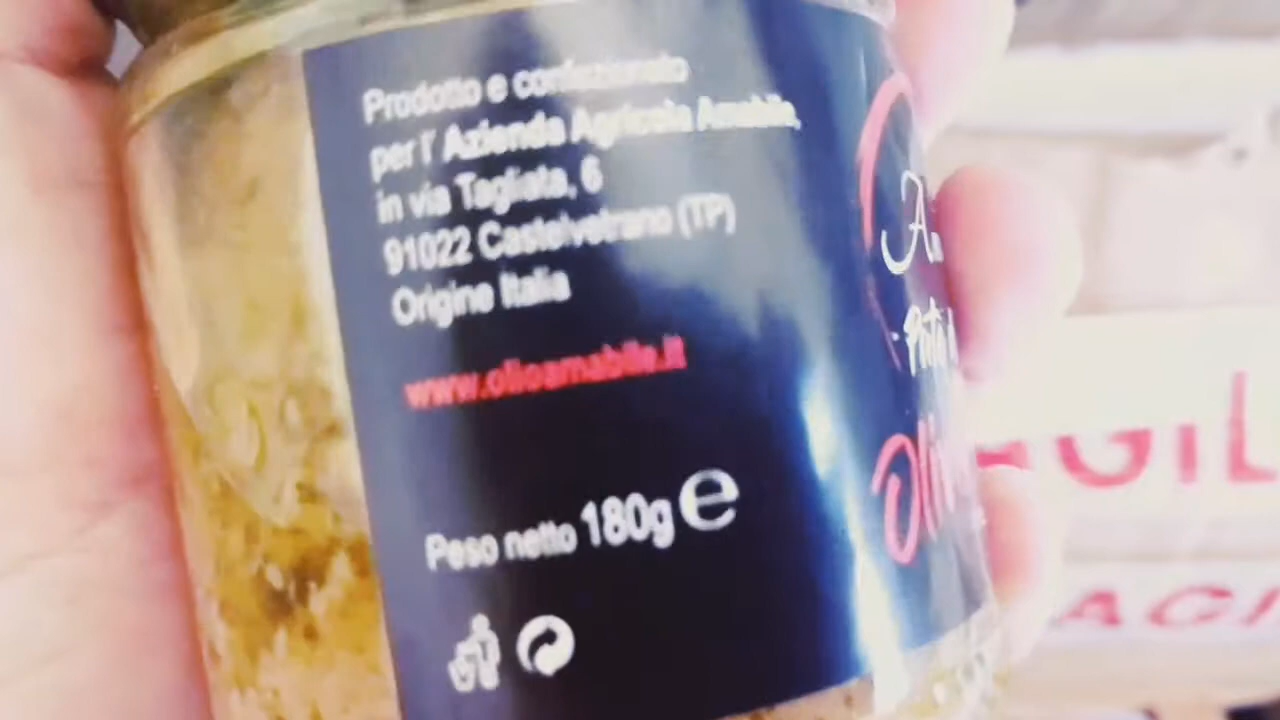 Prodotto e confezionato
per l' Azienda Agricola Amabile,
in via Tagliata, 6
91022 Castelvetrano (TP)
Origine Italia
www.olioamabile.it
Peso netto 180g e